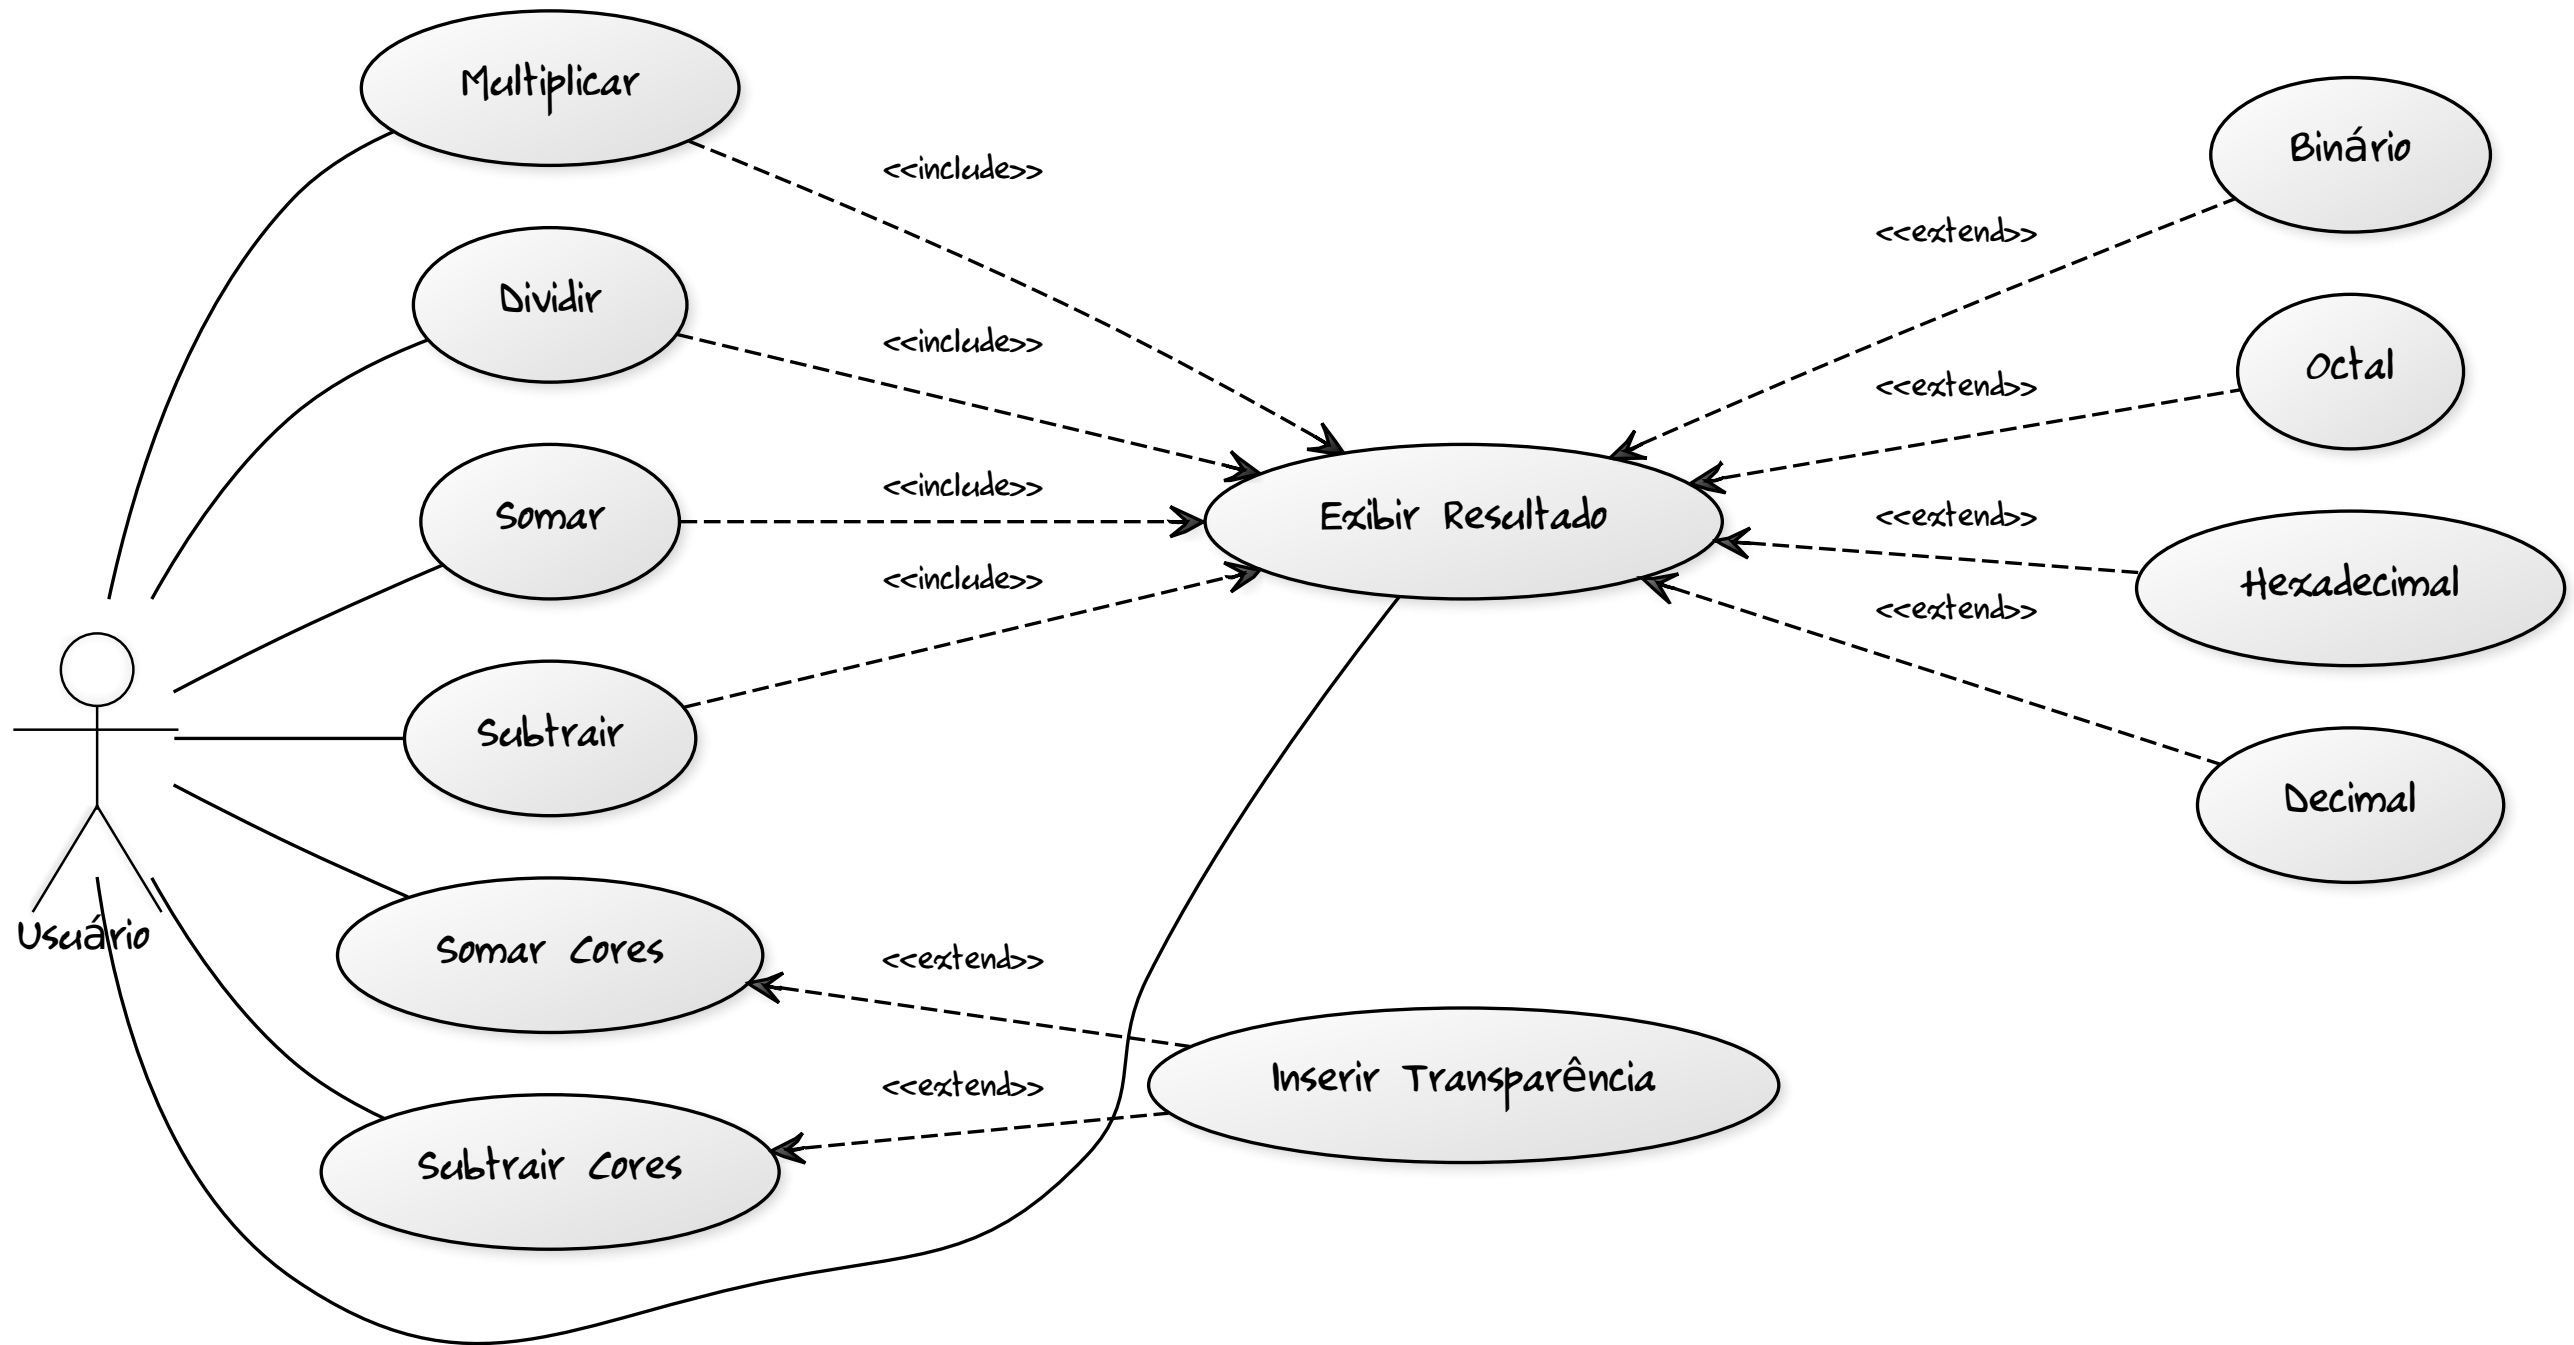 Multiplicar
<<include>>
Binário
<<extend>>
Dividir
<<include>>
Octal
<<extend>>
Somar
<<include>>
Exibir Resultado
<<extend>>
Hexadecimal
<<include>>
<<extend>>
Subtrair
Decimal
Usuário
Somar Cores
<<extend>>
Inserir Transparência
<<extend>>
Subtrair Cores